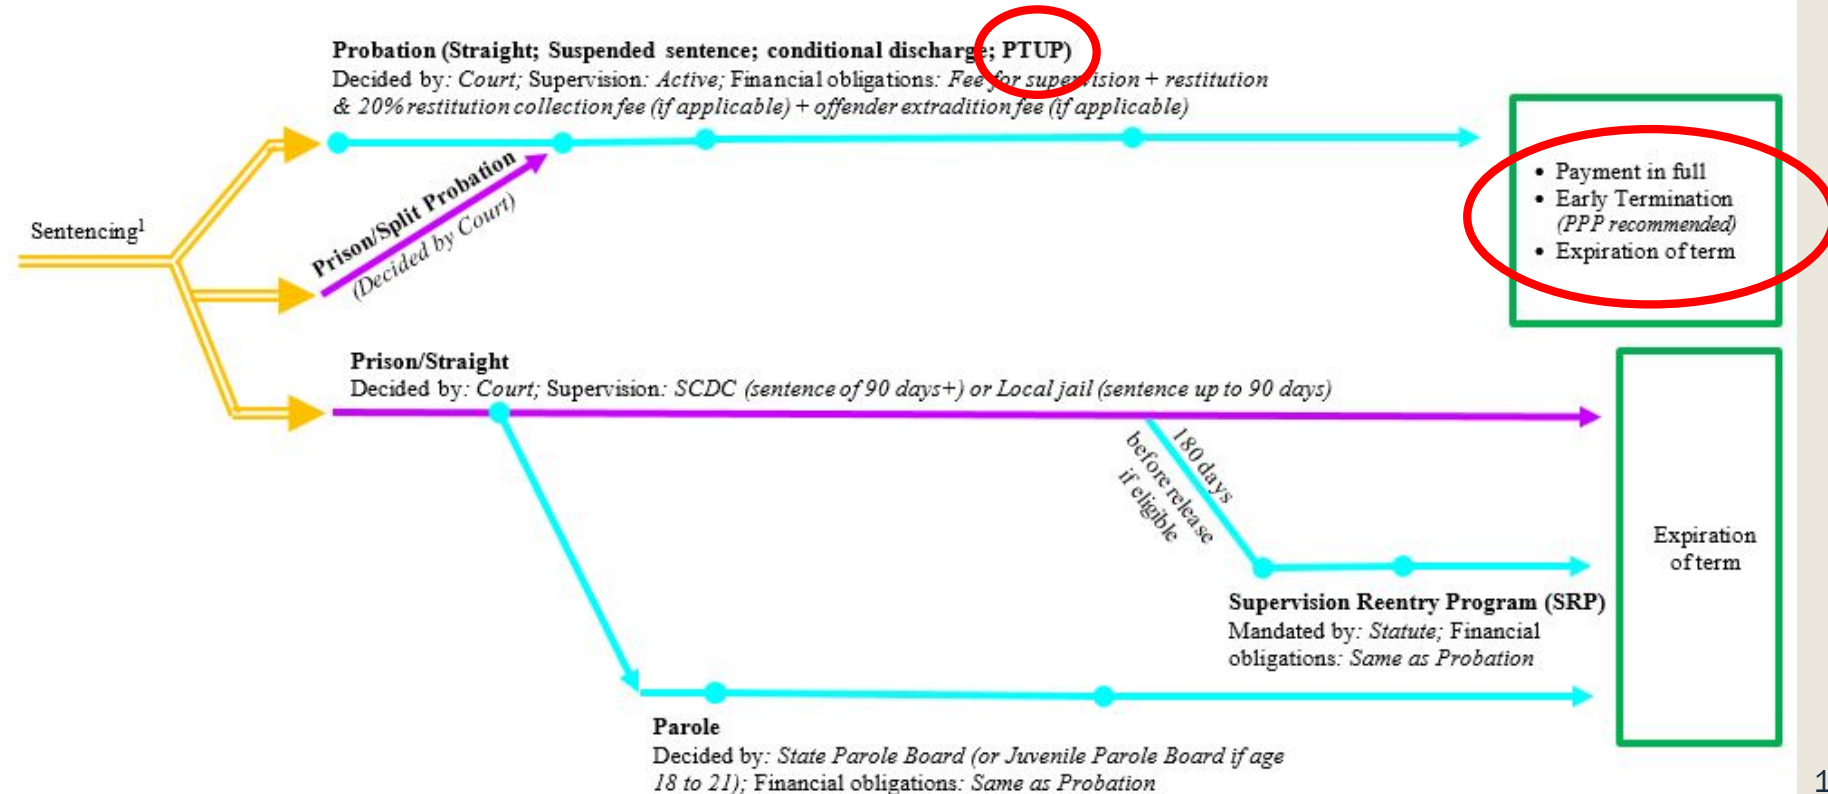 Probation (Straight; Suspended sentence; conditional discharge; PTUP)
Decided by: Court; Supervision: Active; Financial obligations: Fee for supervision + restitution
& 20% restitution collection fee (if applicable) + offender extradition fee (if applicable)
Sentencing1
Prison/Split Probation
(Decided by Court)
• Payment in full
• Early Termination
(PPP recommended)
• Expiration of term
Prison/Straight
Decided by: Court; Supervision: SCDC (sentence of 90 days+) or Local jail (sentence up to 90 days)
180 days
before release
if eligible
Expiration
of term
Supervision Reentry Program (SRP)
Mandated by: Statute; Financial
obligations: Same as Probation
Parole
Decided by: State Parole Board (or Juvenile Parole Board if age
18 to 21); Financial obligations: Same as Probation
1